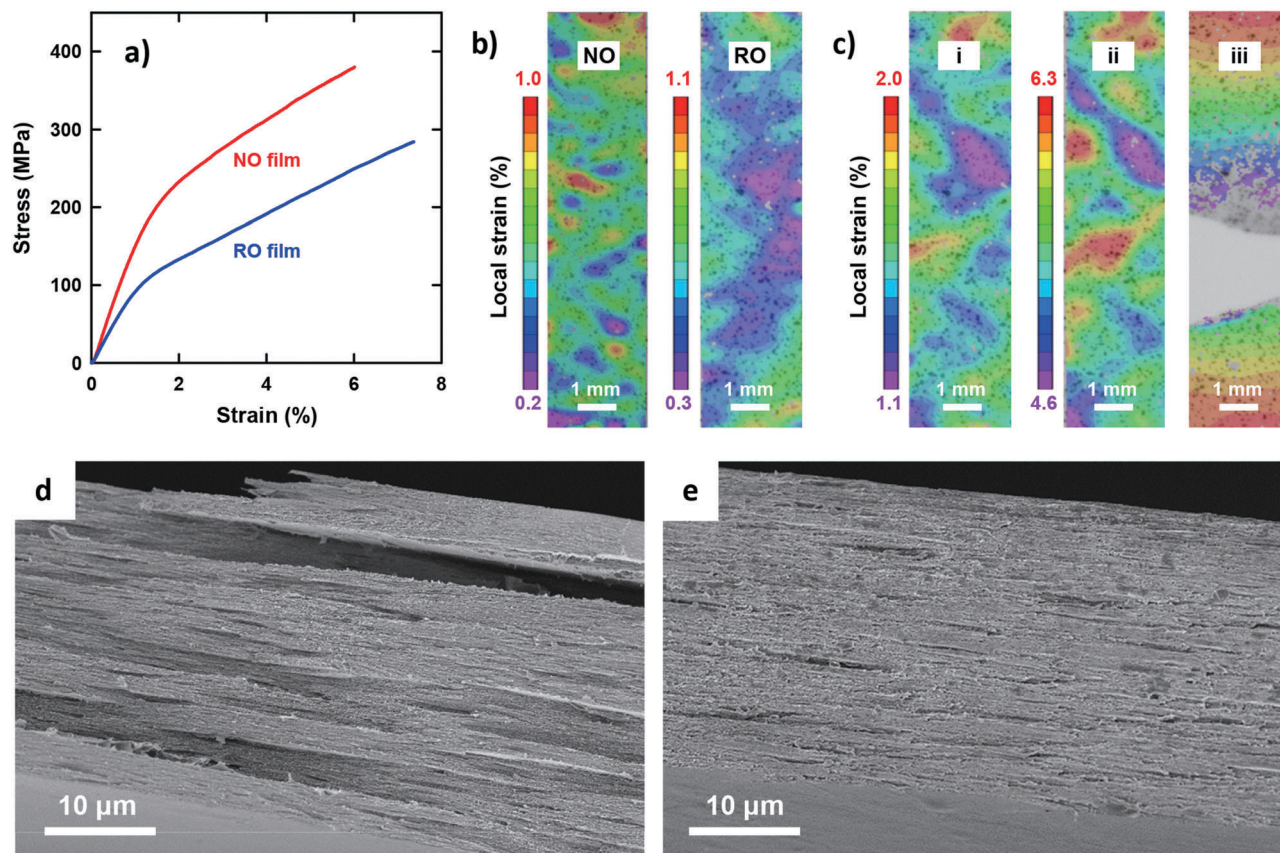 a)
Stress (MPa)
400
300
200
100
0
NO film
RO film
0
2
4
6
8
Strain (%)
b)
NO
RO
1.0
0.2
1.1
0.3
Local strain (%)
1 mm
1 mm
c)
i
ii
iii
2.0
1.1
6.3
4.6
Local strain (%)
1 mm
1 mm
1 mm
d
10 μm
e
10 μm